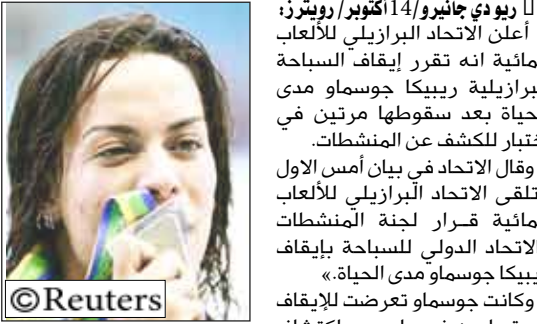 ريو دي جانيرو/14أكتوبر/ رويترز:
أعلن الاتحاد البرازيلي للألعاب
مائية انه تقرر إيقاف السباحة
برازيلية ريبيكا جوسماو مدى
حياة بعد سقوطها مرتين في
ختبار للكشف عن المنشطات.
وقال الاتحاد في بيان أمس الاول
تلقى الاتحاد البرازيلي للألعاب
مائية قــرار لجنة المنشطات
الاتحاد الدولي للسباحة بإيقاف
يبيكا جوسماو مدى الحياة.»
وكانت جوسماو تعرضت للإيقاف
©Reuters